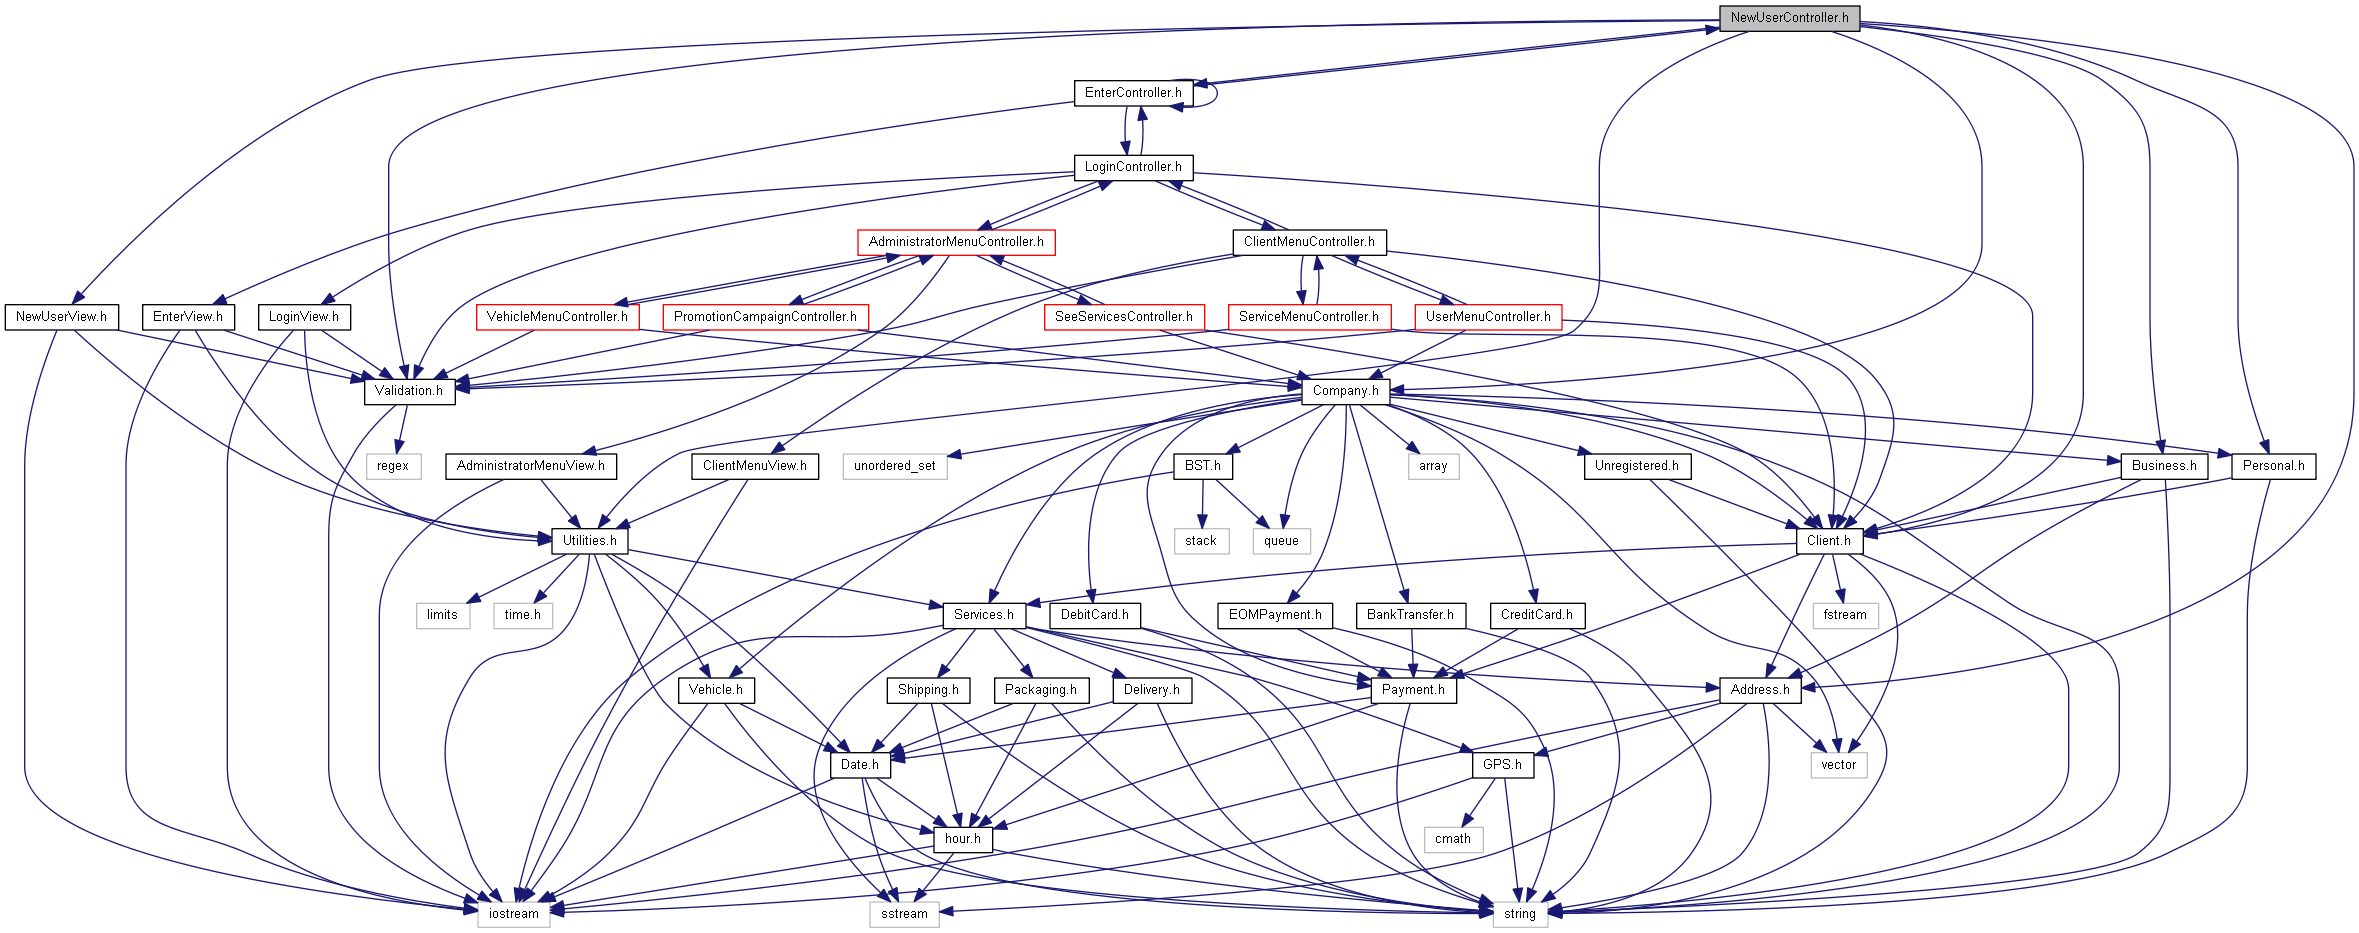 NewUserController.h
EnterController.h
LoginController.h
AdministratorMenuController.h
ClientMenuController.h
NewUserView.h
EnterView.h
LoginView.h
VehicleMenuController.h
PromotionCampaignController.h
SeeServicesController.h
ServiceMenuController.h
UserMenuController.h
Validation.h
Company.h
regex
AdministratorMenuView.h
ClientMenuView.h
unordered_set
BST.h
array
Unregistered.h
Business.h
Personal.h
Utilities.h
stack
queue
Client.h
limits
time.h
Services.h
DebitCard.h
EOMPayment.h
BankTransfer.h
CreditCard.h
fstream
Vehicle.h
Shipping.h
Packaging.h
Delivery.h
Payment.h
Address.h
Date.h
GPS.h
vector
hour.h
cmath
iostream
sstream
string